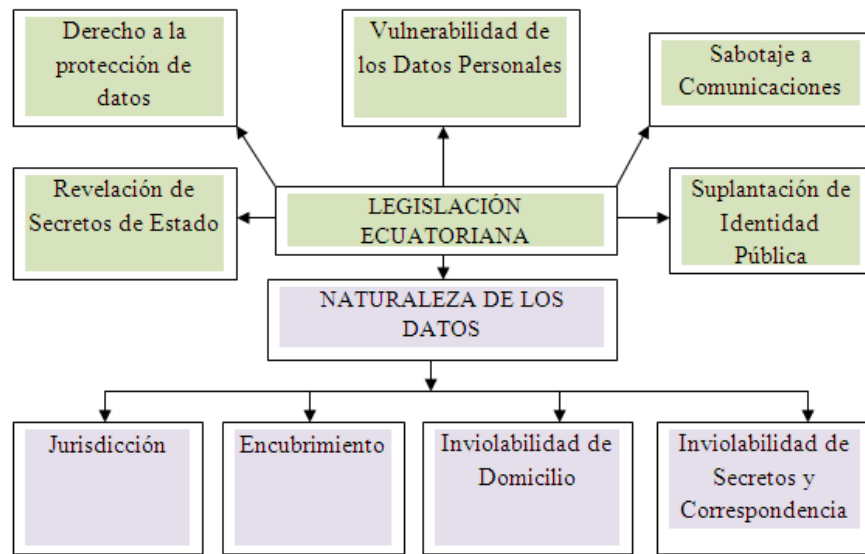 Derecho a la
protección de
datos
Vulnerabilidad de
los Datos Personales
Sabotaje a
Comunicaciones
Revelación de
Secretos de Estado
LEGISLACIÓN
ECUATORIANA
Suplantación de
Identidad
Pública
NATURALEZA DE LOS
DATOS
Jurisdicción
Encubrimiento
Inviolabilidad de
Domicilio
Inviolabilidad de
Secretos y
Correspondencia